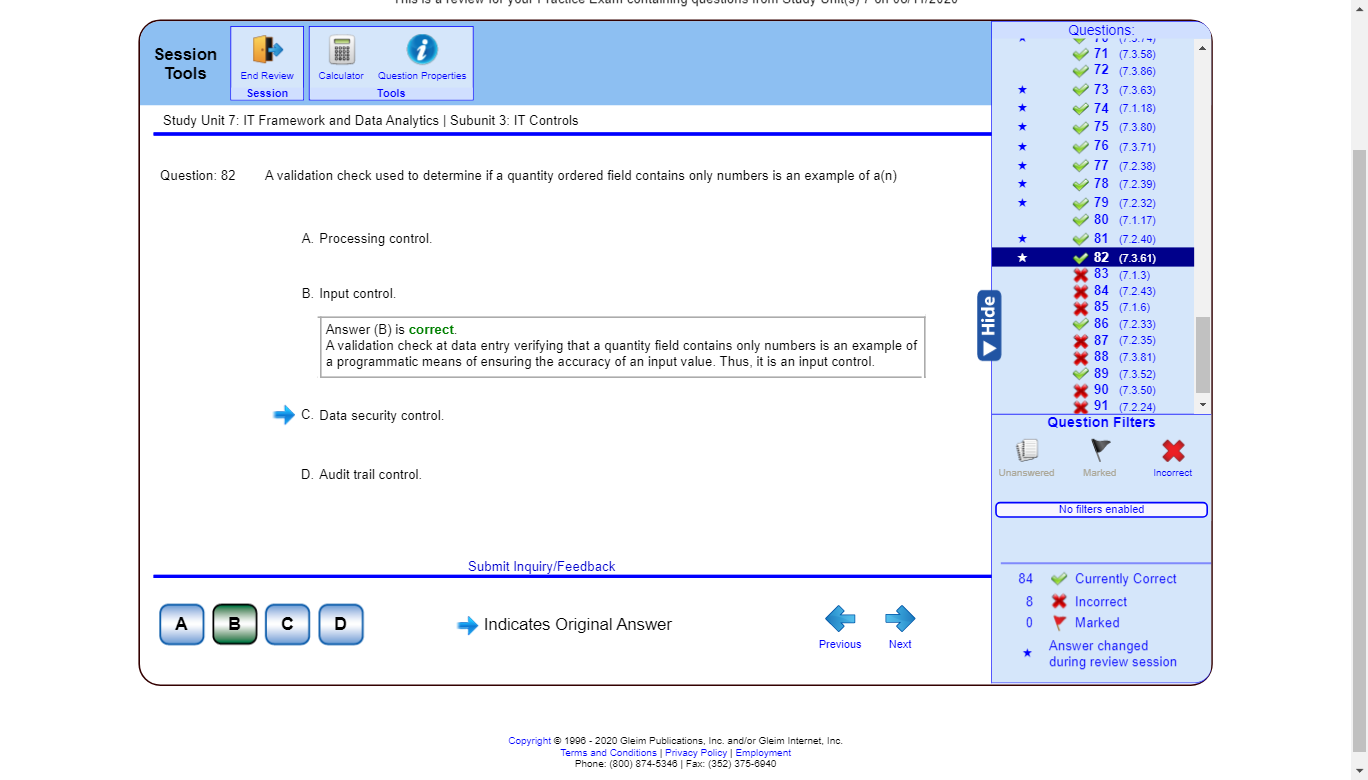 This is a review for your Practice Exam containing questions from Study Unit(s) 7 on 06/11/2020
Session Tools
End Review
Session
Calculator
Question Properties
Tools
Study Unit 7: IT Framework and Data Analytics | Subunit 3: IT Controls
Question: 82 A validation check used to determine if a quantity ordered field contains only numbers is an example of a(n)
A. Processing control.
B. Input control.
Answer (B) is correct.
A validation check at data entry verifying that a quantity field contains only numbers is an example of
a programmatic means of ensuring the accuracy of an input value. Thus, it is an input control.
C. Data security control.
D. Audit trail control.
Submit Inquiry/Feedback
A B C D
Indicates Original Answer
Previous
Next
Hide
Questions:
70 (7.3.74)
71 (7.3.58)
72 (7.3.86)
73 (7.3.63)
74 (7.1.18)
75 (7.3.80)
76 (7.3.71)
77 (7.2.38)
78 (7.2.39)
79 (7.2.32)
80 (7.1.17)
81 (7.2.40)
82 (7.3.61)
83 (7.1.3)
84 (7.2.43)
85 (7.1.6)
86 (7.2.33)
87 (7.2.35)
88 (7.3.81)
89 (7.3.52)
90 (7.3.50)
91 (7.2.24)
Question Filters
Unanswered
Marked
Incorrect
No filters enabled
84 Currently Correct
8 Incorrect
0 Marked
Answer changed
during review session
Copyright © 1996 - 2020 Gleim Publications, Inc. and/or Gleim Internet, Inc.
Terms and Conditions | Privacy Policy | Employment
Phone: (800) 874-5346 | Fax: (352) 375-6940